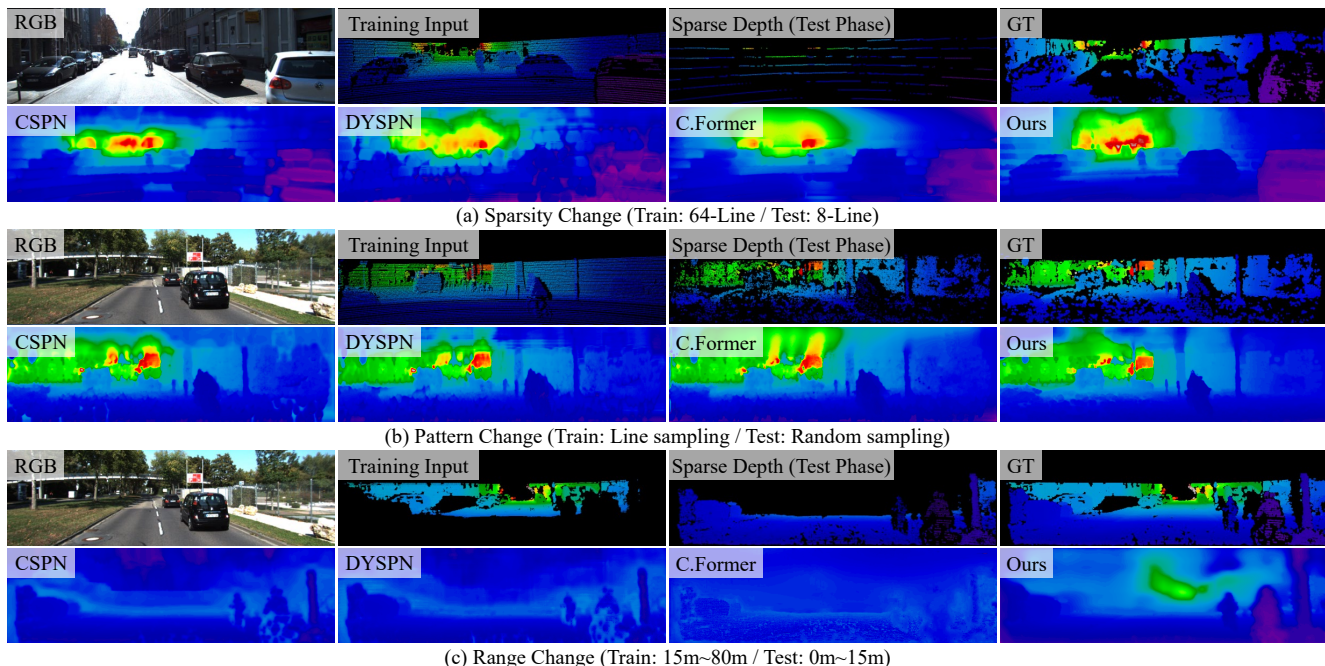 RGB Training Input Sparse Depth (Test Phase) GT
CSPN DYSPN C.Former Ours
(a) Sparsity Change (Train: 64-Line / Test: 8-Line)
RGB Training Input Sparse Depth (Test Phase) GT
CSPN DYSPN C.Former Ours
(b) Pattern Change (Train: Line sampling / Test: Random sampling)
RGB Training Input Sparse Depth (Test Phase) GT
CSPN DYSPN C.Former Ours
(c) Range Change (Train: 15m~80m / Test: 0m~15m)